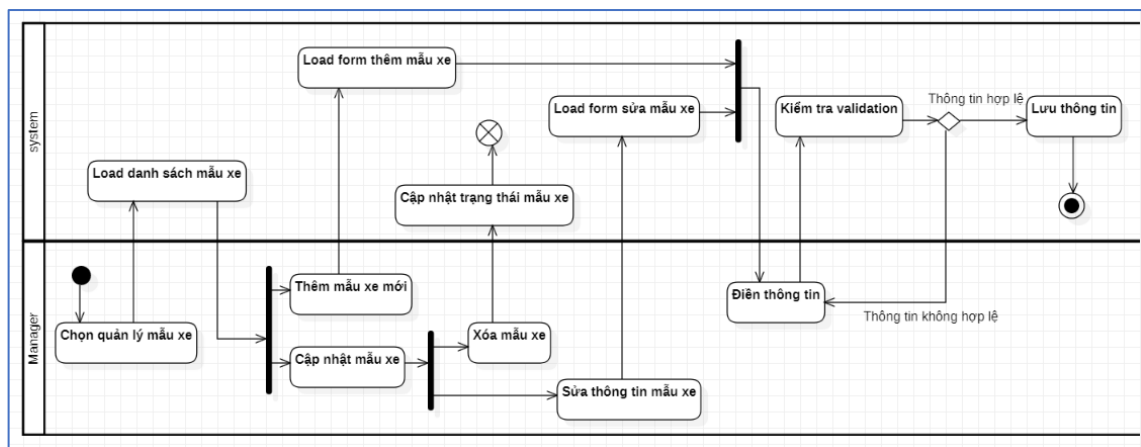 system
Load form thêm mẫu xe
Load form sửa mẫu xe
Kiểm tra validation
Thông tin hợp lệ
Lưu thông tin
Load danh sách mẫu xe
Cập nhật trạng thái mẫu xe
Manager
Thêm mẫu xe mới
Điền thông tin
Thông tin không hợp lệ
Chọn quản lý mẫu xe
Cập nhật mẫu xe
Xóa mẫu xe
Sửa thông tin mẫu xe